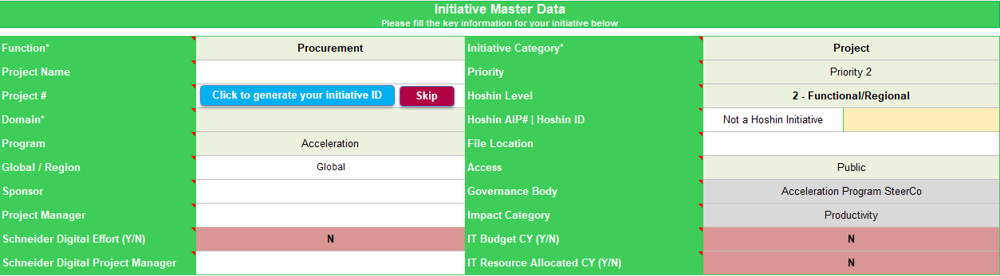 Initiative Master Data
Please fill the key information for your initiative below
Function* Procurement Initiative Category* Project
Project Name Priority Priority 2
Project # Click to generate your initiative ID Skip Hoshin Level 2 - Functional/Regional
Domain* Hoshin AIP# | Hoshin ID Not a Hoshin Initiative
Program Acceleration File Location
Global / Region Global Access Public
Sponsor Governance Body Acceleration Program SteerCo
Project Manager Impact Category Productivity
Schneider Digital Effort (Y/N) N IT Budget CY (Y/N) N
Schneider Digital Project Manager IT Resource Allocated CY (Y/N) N